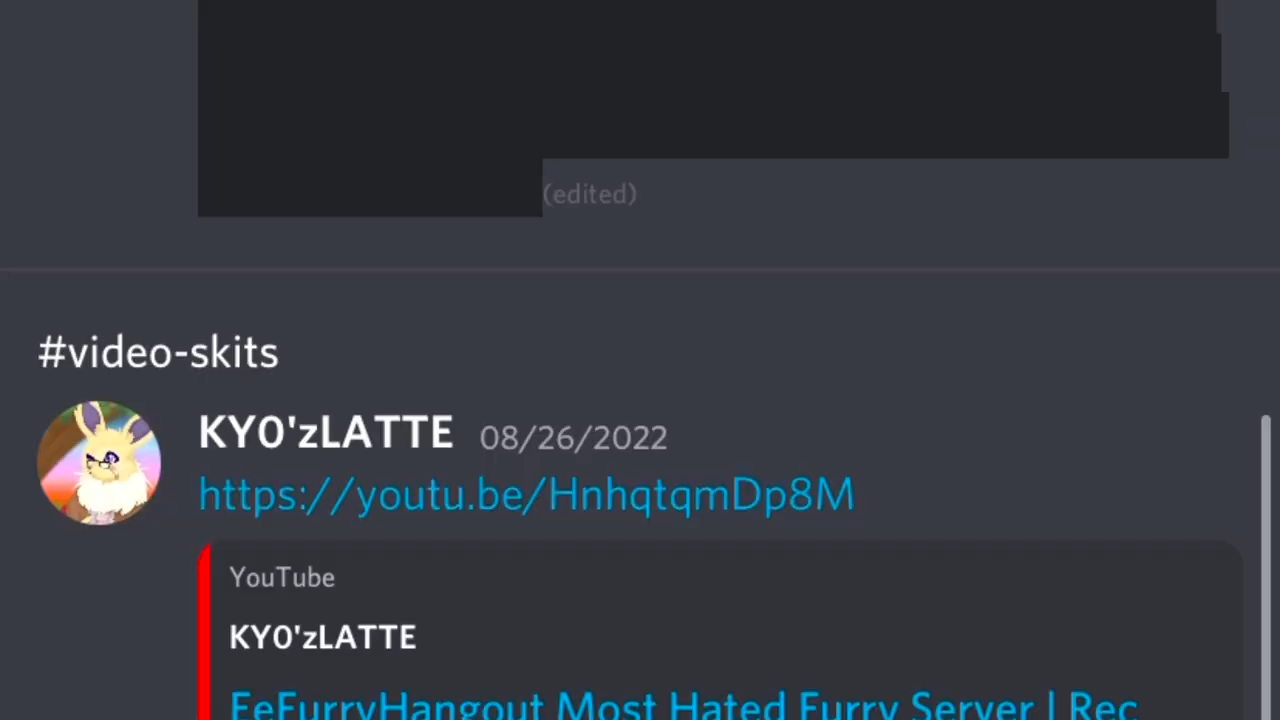 (edited)
#video-skits
KY0'zLATTE 08/26/2022
https://youtu.be/HnhqtqmDp8M
YouTube
KY0'zLATTE
EeFurryHangout Most Hated Furry Server | Rec